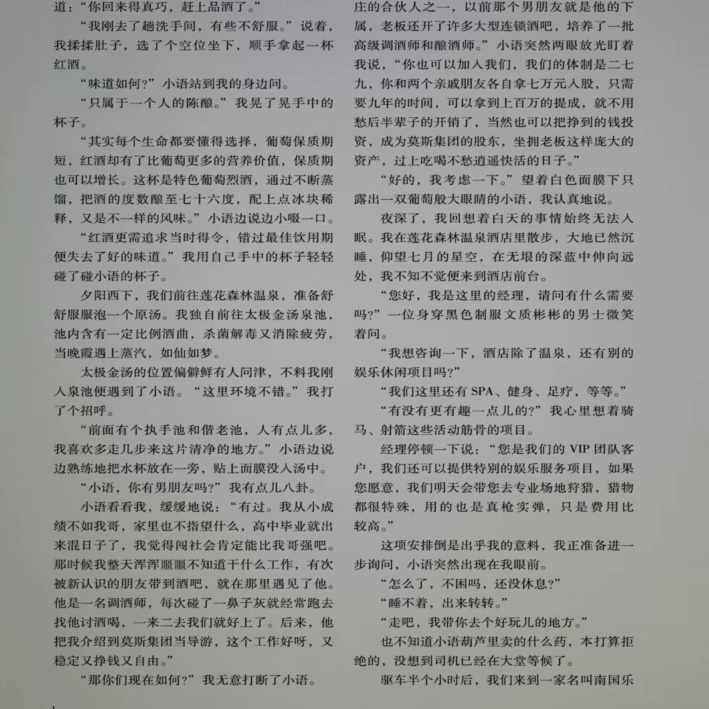 道：“你回来得真巧，赶上品酒了。”
“我刚去了趟洗手间，有些不舒服。”说着，
我揉揉肚子，选了个空位坐下，顺手拿起一杯
红酒。
“味道如何？”小语站到我的身边问。
“只属于一个人的陈酿。”我晃了晃手中的
杯子。
“其实每个生命都要懂得选择，葡萄保质期
短，红酒却有了比葡萄更多的营养价值，保质期
也可以增长。这杯是特色葡萄烈酒，通过不断蒸
馏，把酒的度数酿至七十六度，配上点冰块稀
释，又是不一样的风味。”小语边说边小啜一口。
“红酒更需追求当时得令，错过最佳饮用期
便失去了好的味道。”我用自己手中的杯子轻轻
碰了碰小语的杯子。
夕阳西下，我们前往莲花森林温泉，准备舒
舒服服泡一个原汤。我独自前往太极金汤泉池，
池内含有一定比例酒曲，杀菌解毒又消除疲劳，
当晚霞遇上蒸汽，如仙如梦。
太极金汤的位置偏僻鲜有人问津，不料我刚
入泉池便遇到了小语。“这里环境不错。”我打
了个招呼。
“前面有个执手池和偕老池，人有点儿多，
我喜欢多走几步来这片清净的地方。”小语边说
边熟练地把水杯放在一旁，贴上面膜没入汤中。
“小语，你有男朋友吗？”我有点儿八卦。
小语看看我，缓缓地说：“有过。我从小成
绩不如我哥，家里也不指望什么，高中毕业就出
来混日子了，我觉得闯社会肯定能比我哥强吧。
那时候我整天浑浑噩噩不知道干什么工作，有次
被新认识的朋友带到酒吧，就在那里遇见了他。
他是一名调酒师，每次碰了一鼻子灰就经常跑去
找他讨酒喝，一来二去我们就好上了。后来，他
把我介绍到莫斯集团当导游，这个工作好呀，又
稳定又挣钱又自由。”
“那你们现在如何？”我无意打断了小语。
庄的合伙人之一，以前那个男朋友就是他的下
属，老板还开了许多大型连锁酒吧，培养了一批
高级调酒师和酿酒师。”小语突然两眼放光盯着
我说，“你也可以加入我们，我们的体制是二七
九，你和两个亲戚朋友各自拿七万元入股，只需
要九年的时间，可以拿到上百万的提成，就不用
愁后半辈子的开销了，当然也可以把挣到的钱投
资，成为莫斯集团的股东，坐拥老板这样庞大的
资产，过上吃喝不愁逍遥快活的日子。”
“好的，我考虑一下。”望着白色面膜下只
露出一双葡萄般大眼睛的小语，我认真地说。
夜深了，我回想着白天的事情始终无法入
眠。我在莲花森林温泉酒店里散步，大地已然沉
睡，仰望七月的星空，在无垠的深蓝中伸向远
处，我不知不觉便来到酒店前台。
“您好，我是这里的经理，请问有什么需要
吗？”一位身穿黑色制服文质彬彬的男士微笑
着问。
“我想咨询一下，酒店除了温泉，还有别的
娱乐休闲项目吗？”
“我们这里还有 SPA、健身、足疗，等等。”
“有没有更有趣一点儿的？”我心里想着骑
马、射箭这些活动筋骨的项目。
经理停顿一下说：“您是我们的 VIP 团队客
户，我们还可以提供特别的娱乐服务项目，如果
您愿意，我们明天会带您去专业场地狩猎，猎物
都很特殊，用的也是真枪实弹，只是费用比
较高。”
这项安排倒是出乎我的意料，我正准备进一
步询问，小语突然出现在我眼前。
“怎么了，不困吗，还没休息？”
“睡不着，出来转转。”
“走吧，我带你去个好玩儿的地方。”
也不知道小语葫芦里卖的什么药，本打算拒
绝的，没想到司机已经在大堂等候了。
驱车半个小时后，我们来到一家名叫南国乐